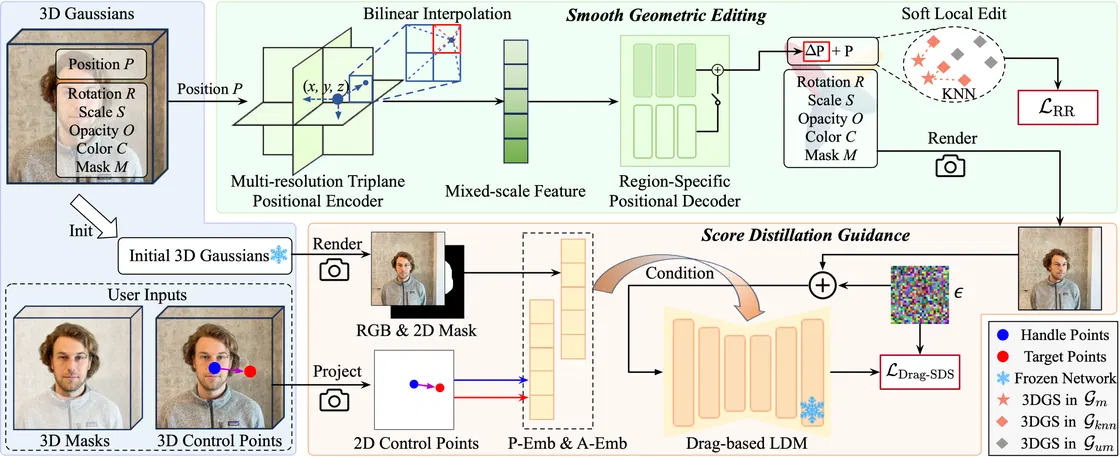 3D Gaussians
Position P
Rotation R
Scale S
Opacity O
Color C
Mask M
Position P
Init
Initial 3D Gaussians
User Inputs
3D Masks
3D Control Points
Smooth Geometric Editing
Bilinear Interpolation
(x, y, z)
Multi-resolution Triplane
Positional Encoder
Mixed-scale Feature
Region-Specific
Positional Decoder
ΔP + P
Rotation R
Scale S
Opacity O
Color C
Mask M
Soft Local Edit
KNN
ℒRR
Render
Score Distillation Guidance
Render
RGB & 2D Mask
Project
2D Control Points
P-Emb & A-Emb
Condition
Drag-based LDM
ϵ
ℒDrag-SDS
Handle Points
Target Points
Frozen Network
3DGS in 𝒢m
3DGS in 𝒢knn
3DGS in 𝒢um